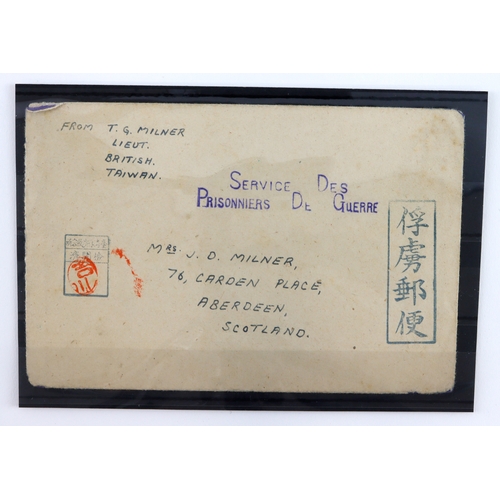 FROM T. G. MILNER
LIEUT.
BRITISH.
TAIWAN.
SERVICE DES
PRISONNIERS DE GUERRE
俘虜郵便
MRS. J. D. MILNER,
76, CARDEN PLACE,
ABERDEEN,
SCOTLAND.